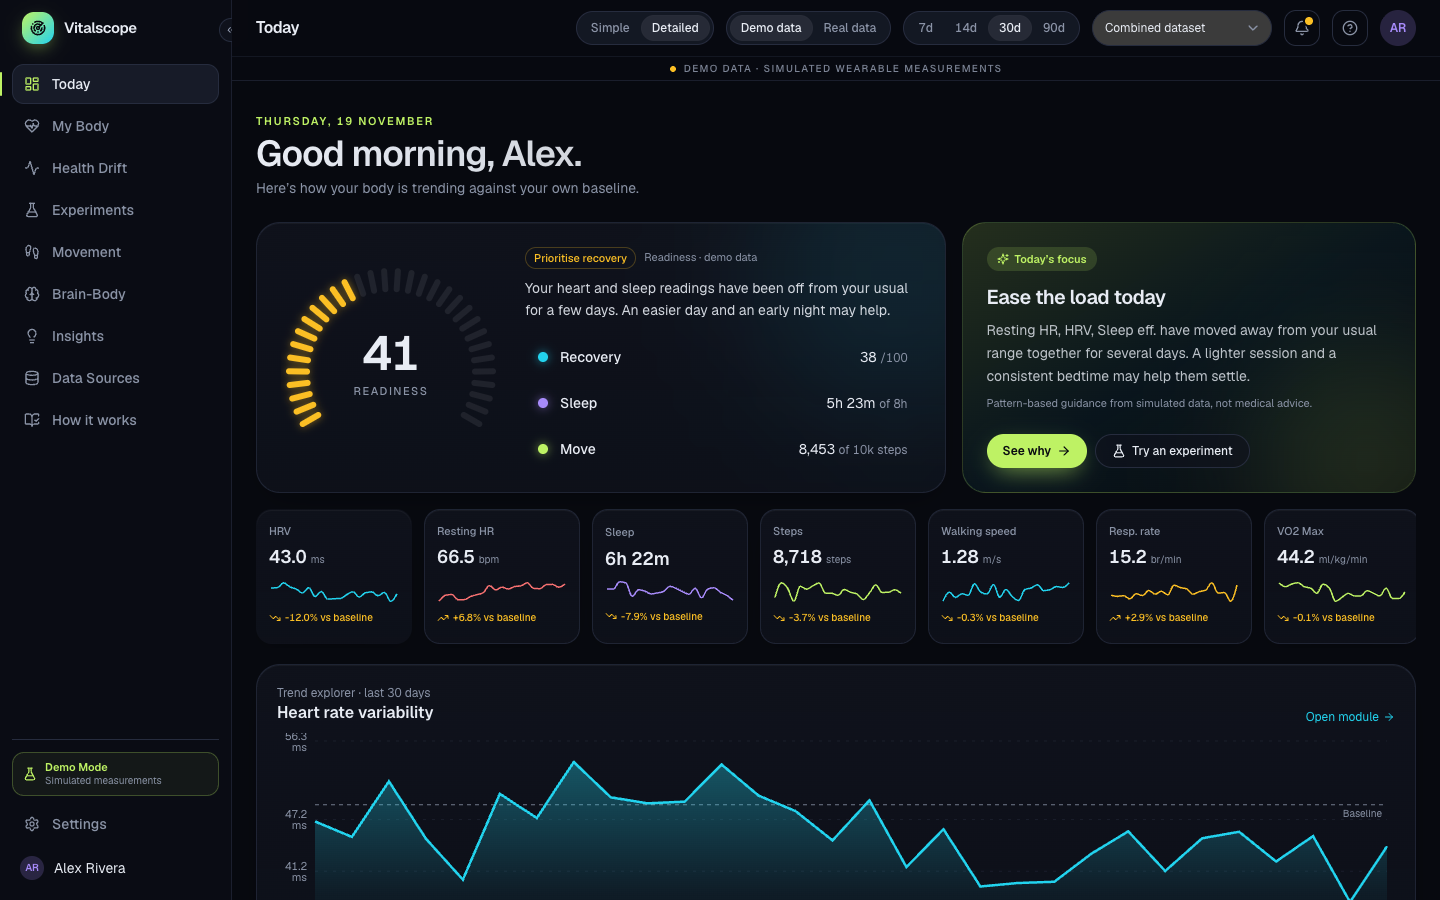 Vitalscope
Today
My Body
Health Drift
Experiments
Movement
Brain-Body
Insights
Data Sources
How it works
Demo Mode
Simulated measurements
Settings
AR Alex Rivera
Today
Simple Detailed
Demo data Real data
7d 14d 30d 90d
Combined dataset
AR
DEMO DATA · SIMULATED WEARABLE MEASUREMENTS
THURSDAY, 19 NOVEMBER
Good morning, Alex.
Here's how your body is trending against your own baseline.
41
READINESS
Prioritise recovery Readiness · demo data
Your heart and sleep readings have been off from your usual
for a few days. An easier day and an early night may help.
Recovery 38 /100
Sleep 5h 23m of 8h
Move 8,453 of 10k steps
Today's focus
Ease the load today
Resting HR, HRV, Sleep eff. have moved away from your usual
range together for several days. A lighter session and a
consistent bedtime may help them settle.
Pattern-based guidance from simulated data, not medical advice.
See why
Try an experiment
HRV
43.0 ms
-12.0% vs baseline
Resting HR
66.5 bpm
+6.8% vs baseline
Sleep
6h 22m
-7.9% vs baseline
Steps
8,718 steps
-3.7% vs baseline
Walking speed
1.28 m/s
-0.3% vs baseline
Resp. rate
15.2 br/min
+2.9% vs baseline
VO2 Max
44.2 ml/kg/min
-0.1% vs baseline
Trend explorer · last 30 days
Heart rate variability
Open module
56.3
ms
47.2
ms
Baseline
41.2
ms